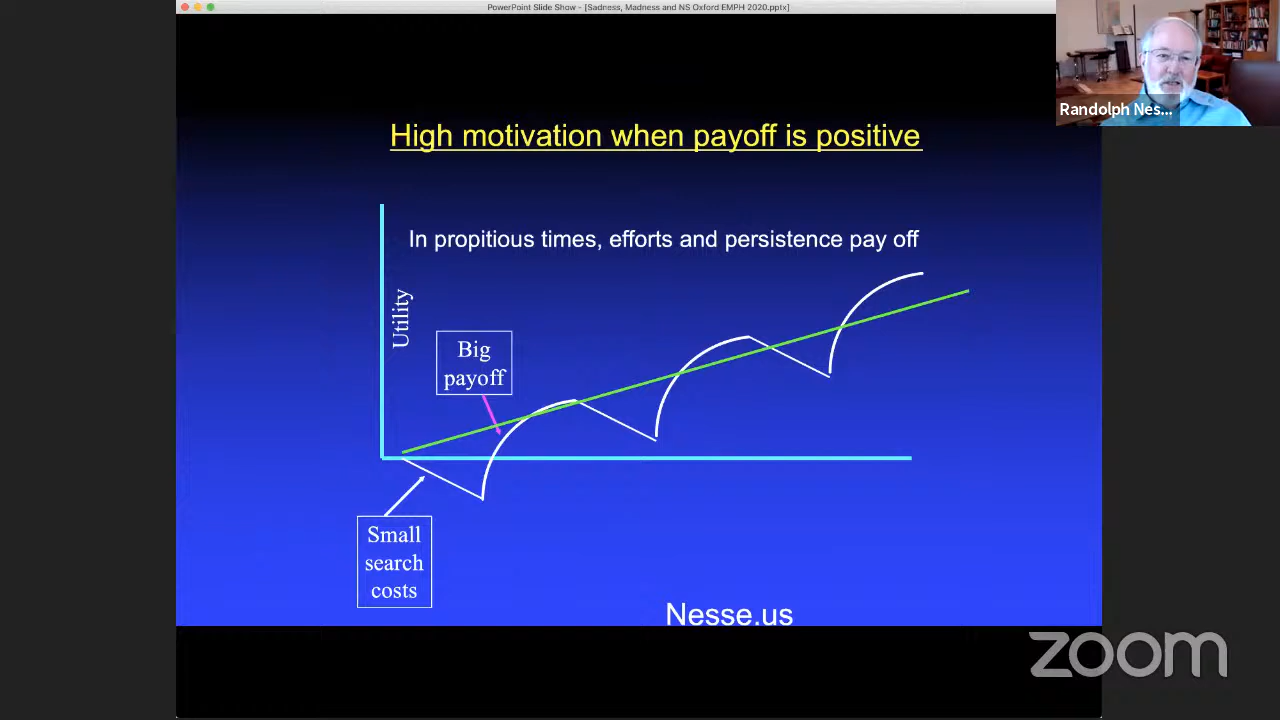 PowerPoint Slide Show - [Sadness, Madness and NS Oxford EMPH 2020.pptx]
Randolph Nes...
High motivation when payoff is positive
In propitious times, efforts and persistence pay off
Utility
Big
payoff
Small
search
costs
Nesse.us
zoom